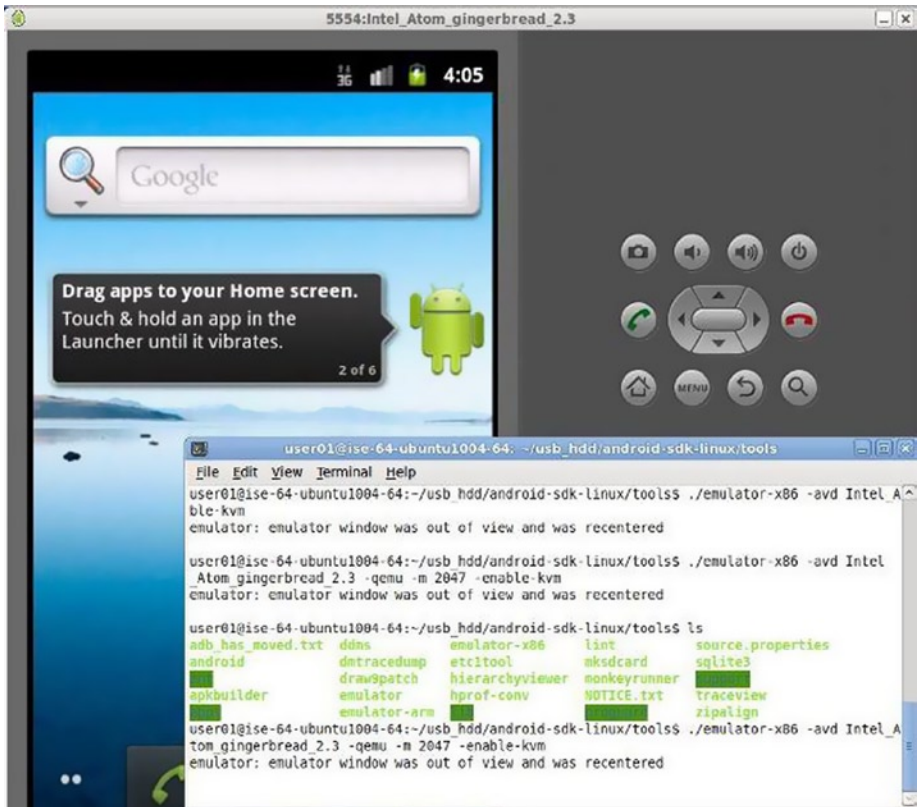 5554:Intel_Atom_gingerbread_2.3
3G
4:05
Google
Drag apps to your Home screen.
Touch & hold an app in the
Launcher until it vibrates.
2 of 6
MENU
user01@ise-64-ubuntu1004-64: ~/usb_hdd/android-sdk-linux/tools
File Edit View Terminal Help
user01@ise-64-ubuntu1004-64:~/usb_hdd/android-sdk-linux/tools$ ./emulator-x86 -avd Intel_A
ble-kvm
emulator: emulator window was out of view and was recentered
user01@ise-64-ubuntu1004-64:~/usb_hdd/android-sdk-linux/tools$ ./emulator-x86 -avd Intel
_Atom_gingerbread_2.3 -qemu -m 2047 -enable-kvm
emulator: emulator window was out of view and was recentered
user01@ise-64-ubuntu1004-64:~/usb_hdd/android-sdk-linux/tools$ ls
adb_has_moved.txt ddms emulator-x86 lint source.properties
android dmtracedump etc1tool mksdcard sqlite3
draw9patch hierarchyviewer monkeyrunner support
apkbuilder emulator hprof-conv NOTICE.txt traceview
emulator-arm lib proguard zipalign
user01@ise-64-ubuntu1004-64:~/usb_hdd/android-sdk-linux/tools$ ./emulator-x86 -avd Intel_A
tom_gingerbread_2.3 -qemu -m 2047 -enable-kvm
emulator: emulator window was out of view and was recentered